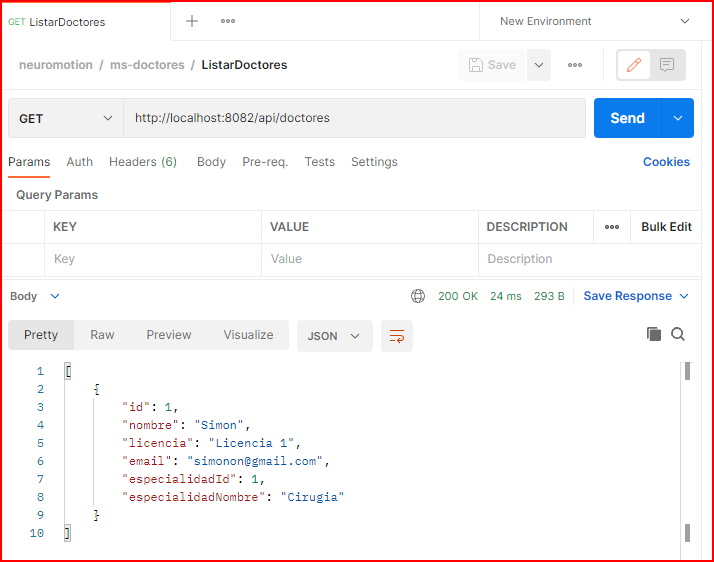 GET ListarDoctores
New Environment
neuromotion / ms-doctores / ListarDoctores
Save
GET http://localhost:8082/api/doctores Send
Params Auth Headers (6) Body Pre-req. Tests Settings Cookies
Query Params
KEY VALUE DESCRIPTION Bulk Edit
Key Value Description
Body 200 OK 24 ms 293 B Save Response
Pretty Raw Preview Visualize JSON
1 [
2 {
3 "id": 1,
4 "nombre": "Simon",
5 "licencia": "Licencia 1",
6 "email": "simonon@gmail.com",
7 "especialidadId": 1,
8 "especialidadNombre": "Cirugia"
9 }
10 ]